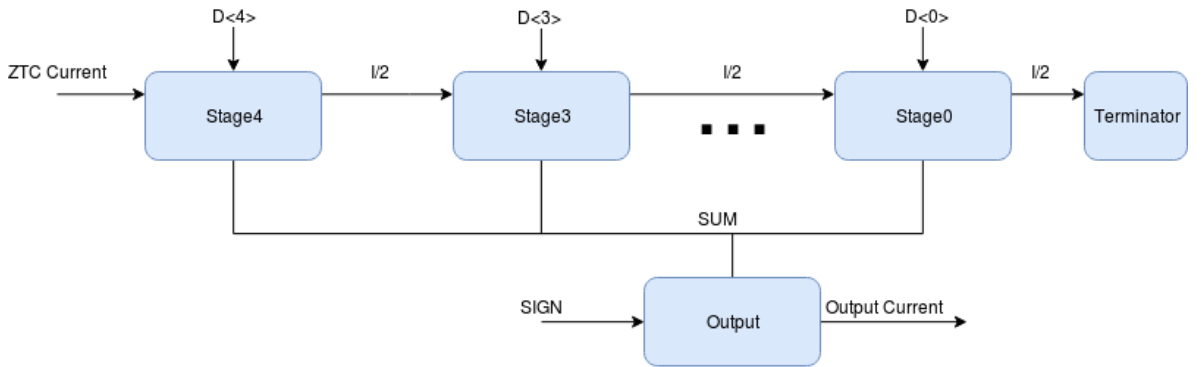 D<4>
D<3>
D<0>
ZTC Current
I/2
I/2
I/2
Stage4
Stage3
Stage0
Terminator
SUM
SIGN
Output
Output Current